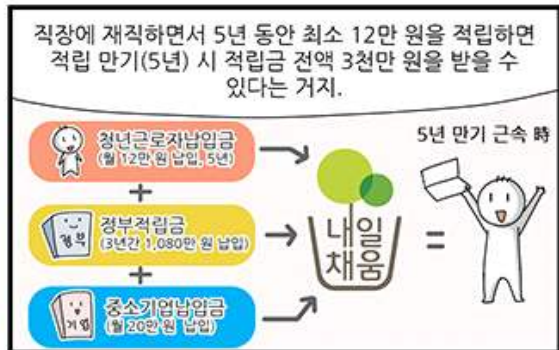 직장에 재직하면서 5년 동안 최소 12만 원을 적립하면
적립 만기(5년) 시 적립금 전액 3천만 원을 받을 수
있다는 거지.
청년근로자납입금
(월 12만 원 납입, 5년)
+
정부
정부적립금
(3년간 1,080만 원 납입)
+
기업
중소기업납입금
(월 20만 원 납입)
내일
채움
=
5년 만기 근속 時